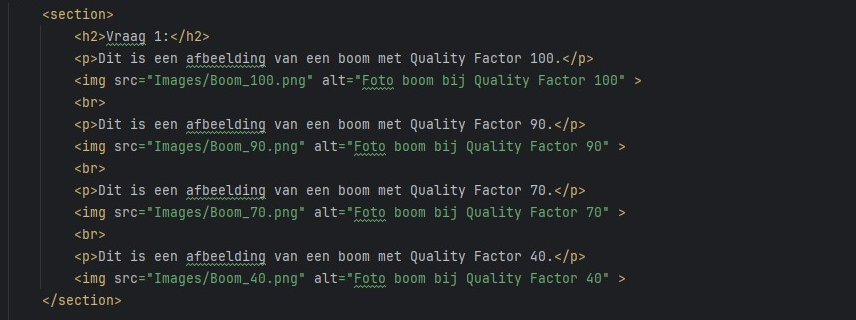 <section>
<h2>Vraag 1:</h2>
<p>Dit is een afbeelding van een boom met Quality Factor 100.</p>
<img src="Images/Boom_100.png" alt="Foto boom bij Quality Factor 100" >
<br>
<p>Dit is een afbeelding van een boom met Quality Factor 90.</p>
<img src="Images/Boom_90.png" alt="Foto boom bij Quality Factor 90" >
<br>
<p>Dit is een afbeelding van een boom met Quality Factor 70.</p>
<img src="Images/Boom_70.png" alt="Foto boom bij Quality Factor 70" >
<br>
<p>Dit is een afbeelding van een boom met Quality Factor 40.</p>
<img src="Images/Boom_40.png" alt="Foto boom bij Quality Factor 40" >
</section>